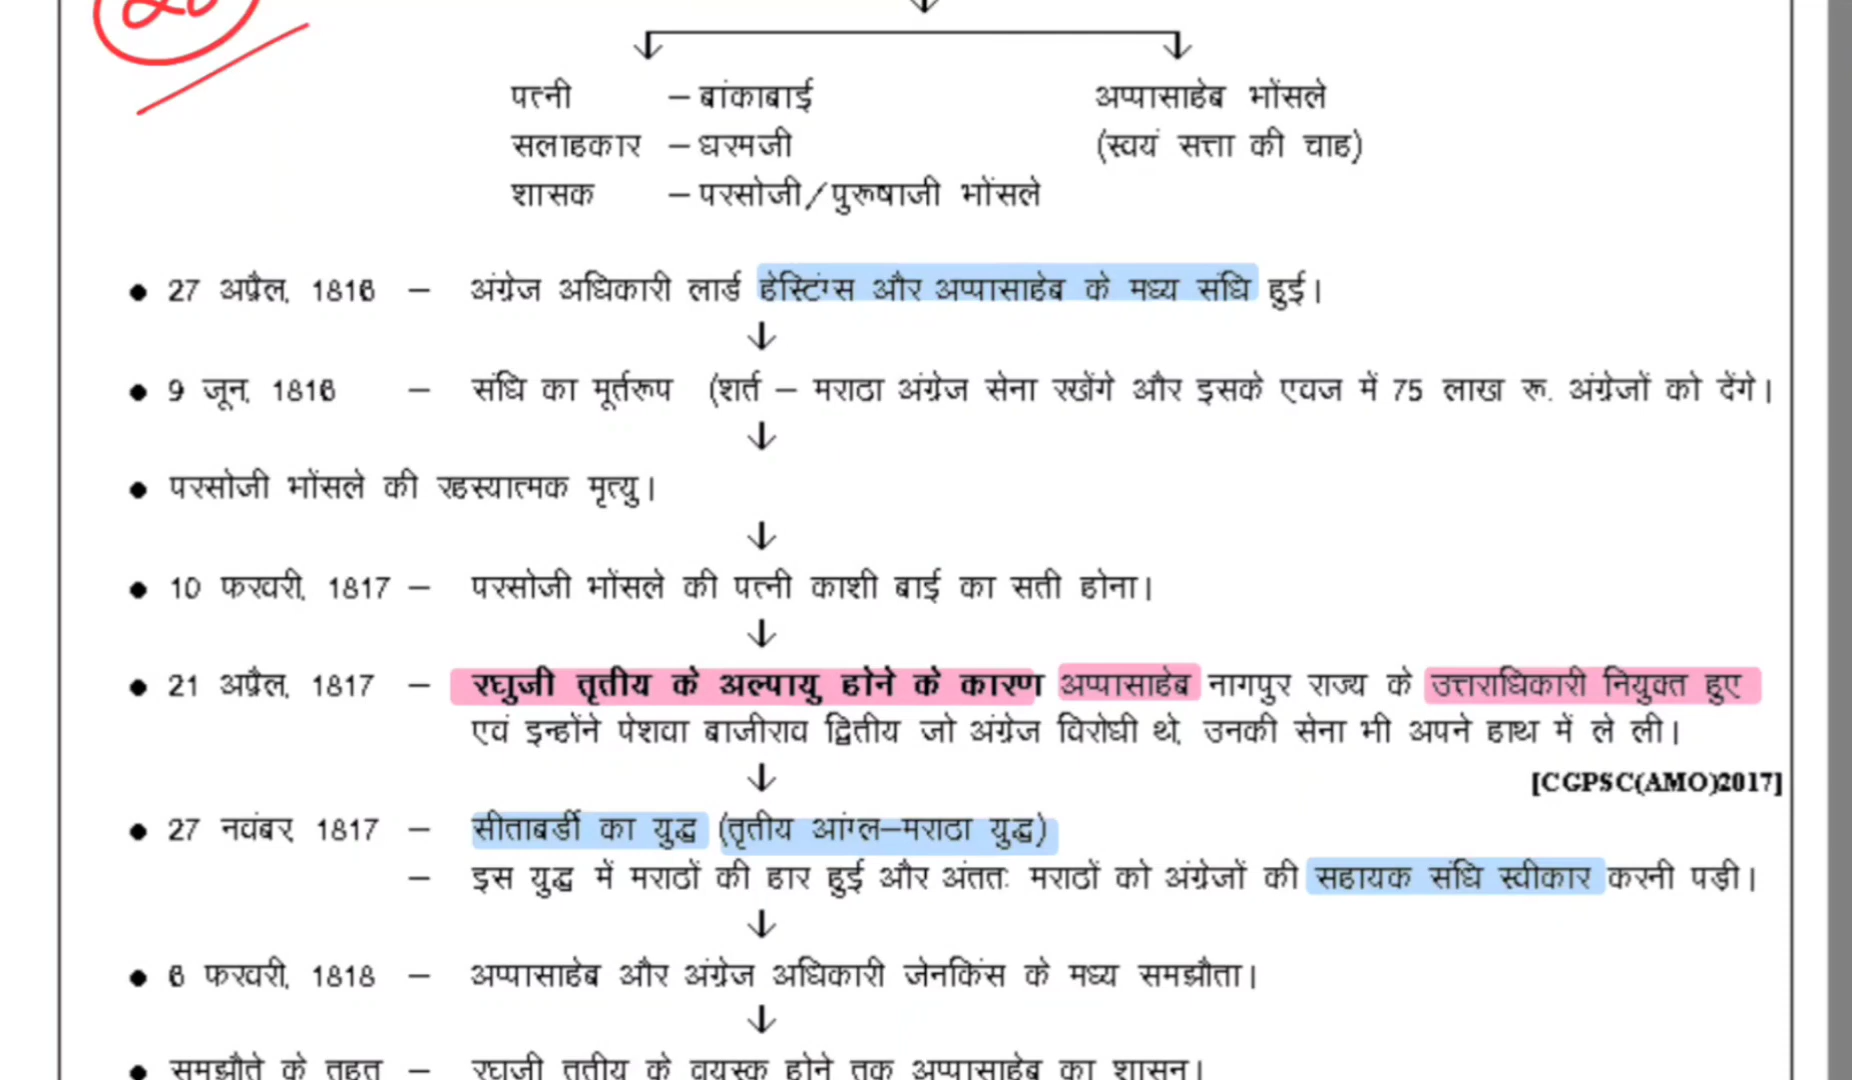 पत्नी – बांकाबाई अप्पासाहेब भोंसले
सलाहकार – धरमजी (स्वयं सत्ता की चाह)
शासक – परसोजी/पुरूषाजी भोंसले
● 27 अप्रैल, 1816 – अंग्रेज अधिकारी लार्ड हेस्टिंग्स और अप्पासाहेब के मध्य संधि हुई।
● 9 जून, 1816 – संधि का मूर्तरूप (शर्त – मराठा अंग्रेज सेना रखेंगे और इसके एवज में 75 लाख रू. अंग्रेजों को देंगे।
● परसोजी भोंसले की रहस्यात्मक मृत्यु।
● 10 फरवरी, 1817 – परसोजी भोंसले की पत्नी काशी बाई का सती होना।
● 21 अप्रैल, 1817 – रघुजी तृतीय के अल्पायु होने के कारण अप्पासाहेब नागपुर राज्य के उत्तराधिकारी नियुक्त हुए
एवं इन्होंने पेशवा बाजीराव द्वितीय जो अंग्रेज विरोधी थे, उनकी सेना भी अपने हाथ में ले ली।
[CGPSC(AMO)2017]
● 27 नवंबर 1817 – सीताबर्डी का युद्ध (तृतीय आंग्ल–मराठा युद्ध)
– इस युद्ध में मराठों की हार हुई और अंततः मराठों को अंग्रेजों की सहायक संधि स्वीकार करनी पड़ी।
● 6 फरवरी, 1818 – अप्पासाहेब और अंग्रेज अधिकारी जेनकिंस के मध्य समझौता।
● समझौते के तहत – रघुजी तृतीय के वयस्क होने तक अप्पासाहेब का शासन।